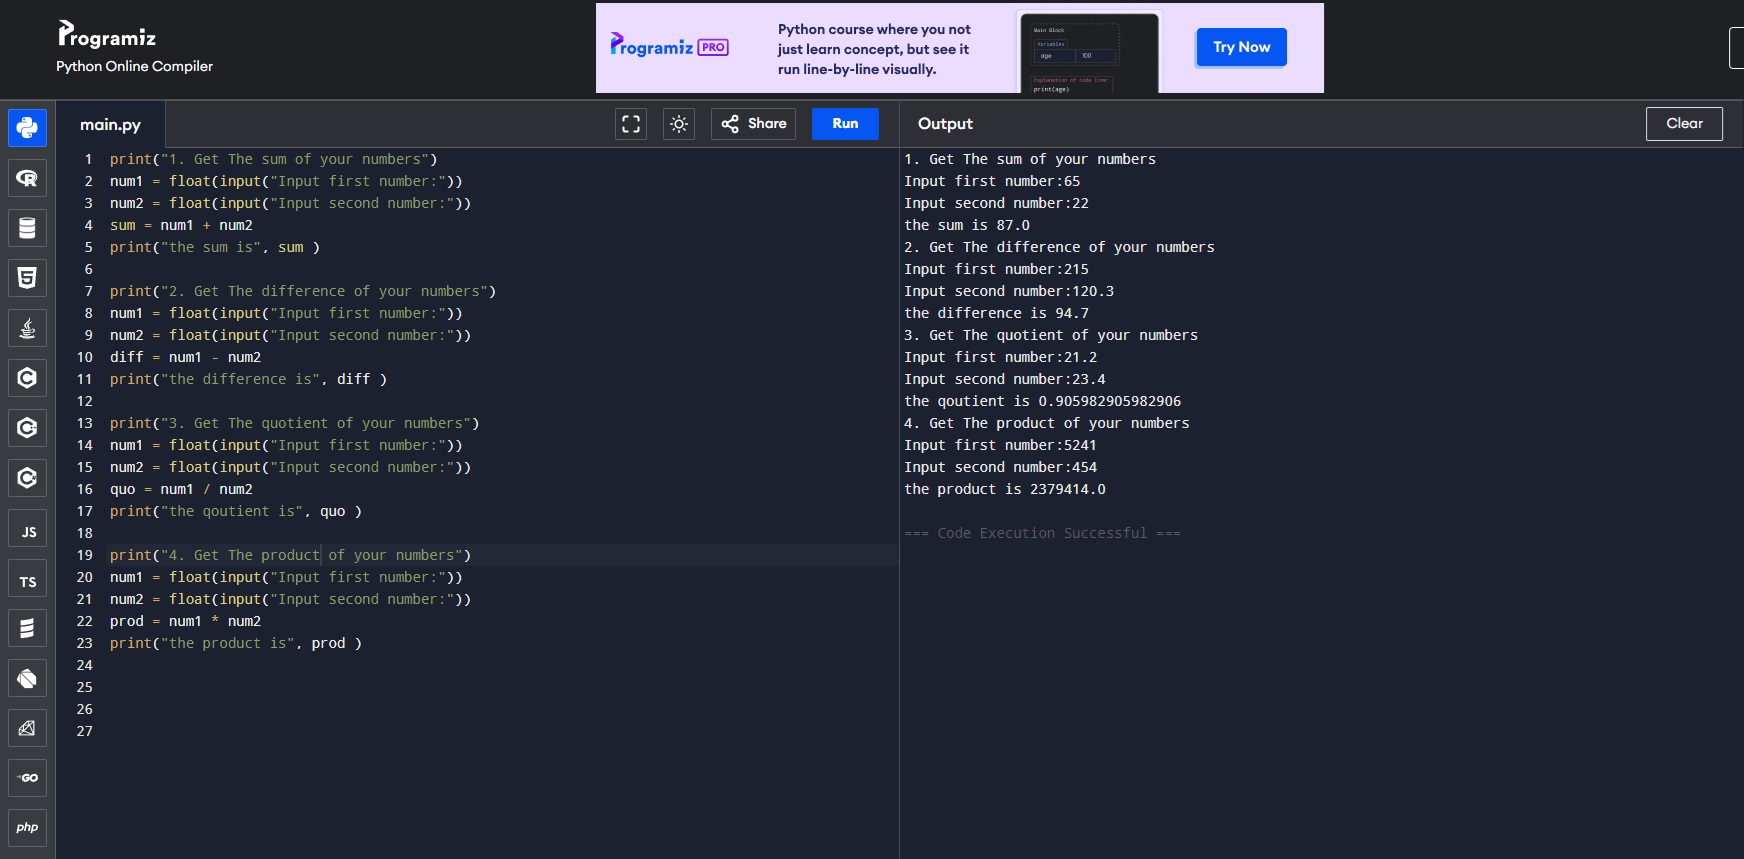 Programiz
Python Online Compiler
Programiz PRO
Python course where you not
just learn concept, but see it
run line-by-line visually.
Main Block
Variables
age 100
Explanation of code line
print(age)
Try Now
main.py
Share
Run
Output
Clear
1 print("1. Get The sum of your numbers")
2 num1 = float(input("Input first number:"))
3 num2 = float(input("Input second number:"))
4 sum = num1 + num2
5 print("the sum is", sum )
6
7 print("2. Get The difference of your numbers")
8 num1 = float(input("Input first number:"))
9 num2 = float(input("Input second number:"))
10 diff = num1 - num2
11 print("the difference is", diff )
12
13 print("3. Get The quotient of your numbers")
14 num1 = float(input("Input first number:"))
15 num2 = float(input("Input second number:"))
16 quo = num1 / num2
17 print("the qoutient is", quo )
18
19 print("4. Get The product of your numbers")
20 num1 = float(input("Input first number:"))
21 num2 = float(input("Input second number:"))
22 prod = num1 * num2
23 print("the product is", prod )
24
25
26
27
1. Get The sum of your numbers
Input first number:65
Input second number:22
the sum is 87.0
2. Get The difference of your numbers
Input first number:215
Input second number:120.3
the difference is 94.7
3. Get The quotient of your numbers
Input first number:21.2
Input second number:23.4
the qoutient is 0.905982905982906
4. Get The product of your numbers
Input first number:5241
Input second number:454
the product is 2379414.0
=== Code Execution Successful ===
R
5
C
C
C
JS
TS
GO
php